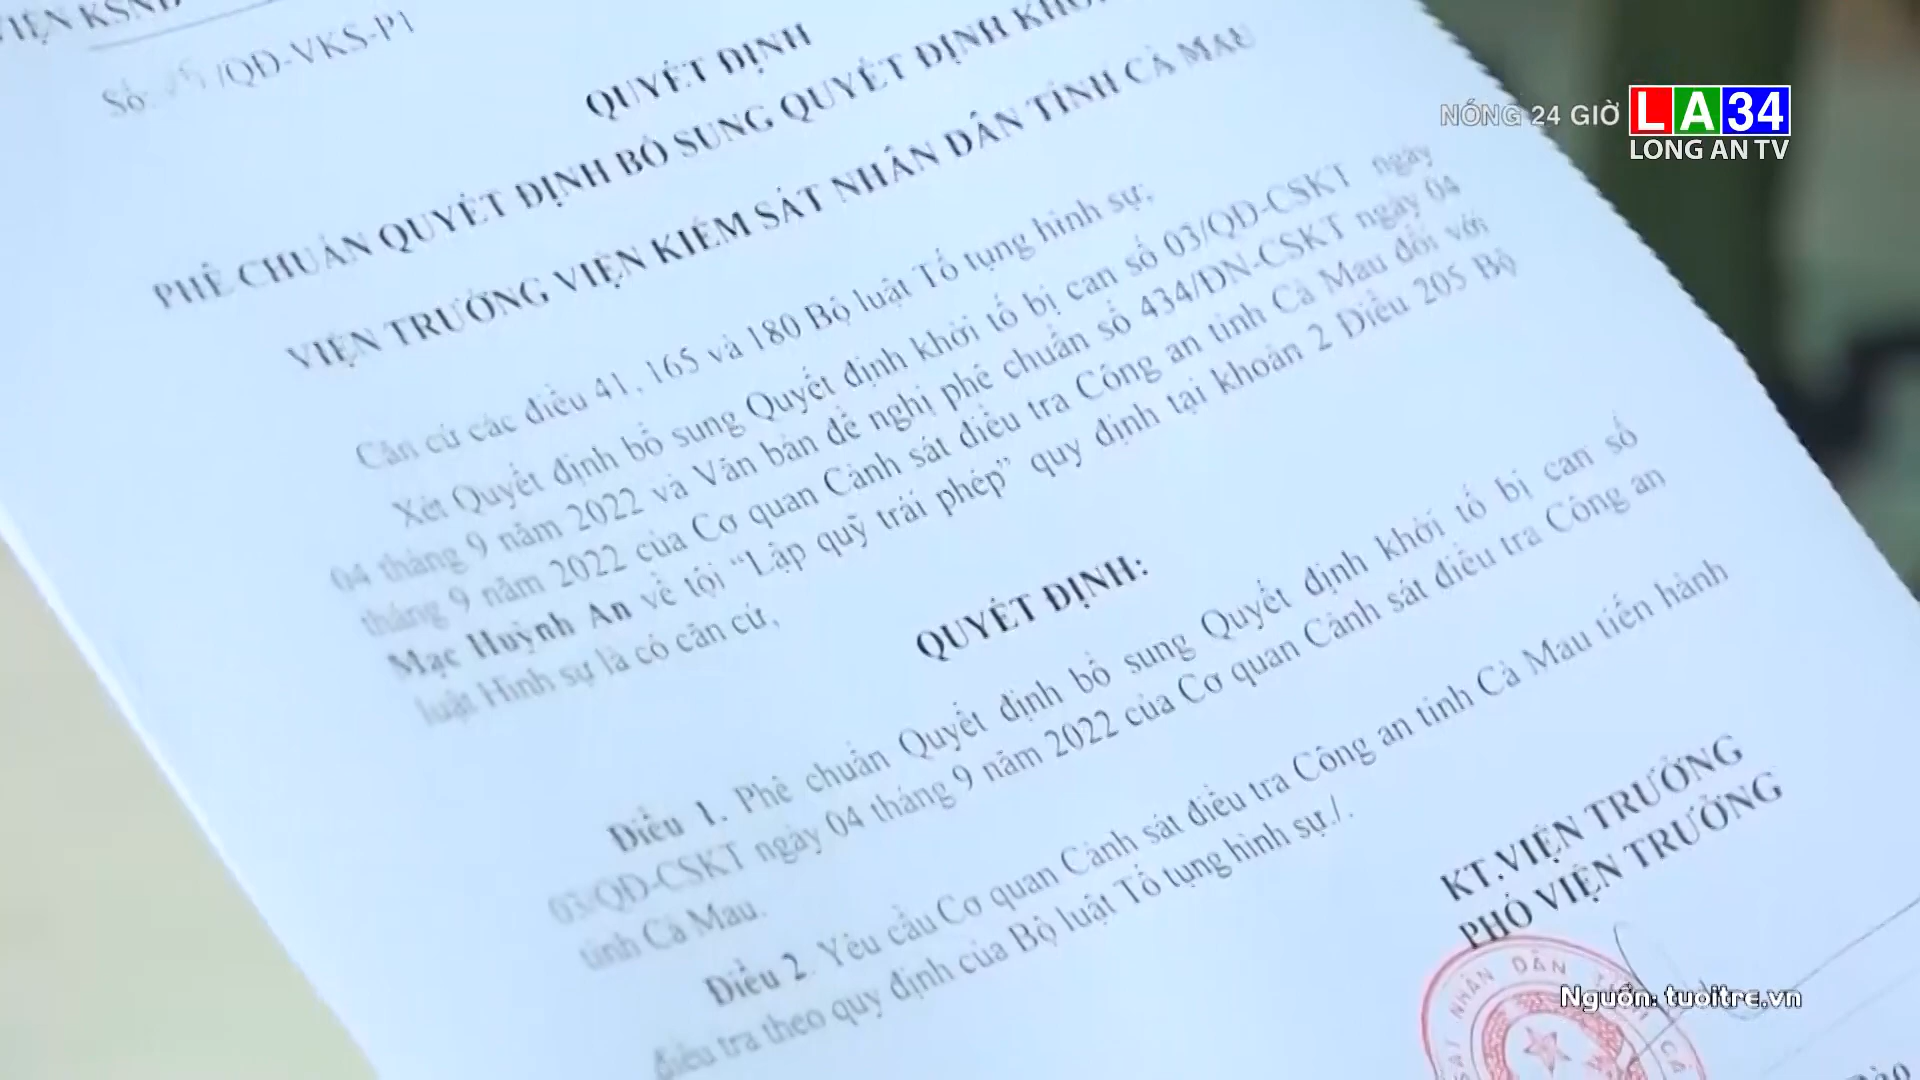 VIỆN KSND
Số /QĐ-VKS-P1
QUYẾT ĐỊNH
PHÊ CHUẨN QUYẾT ĐỊNH BỔ SUNG QUYẾT ĐỊNH
VIỆN TRƯỞNG VIỆN KIỂM SÁT NHÂN DÂN TỈNH CÀ MAU
Căn cứ các điều 41, 165 và 180 Bộ luật Tố tụng hình sự;
Xét Quyết định bổ sung Quyết định khởi tố bị can số 03/QĐ-CSKT ngày
04 tháng 9 năm 2022 và Văn bản đề nghị phê chuẩn số 434/ĐN-CSKT ngày 04
tháng 9 năm 2022 của Cơ quan Cảnh sát điều tra Công an tỉnh Cà Mau đối với
Mạc Huỳnh An về tội “Lập quỹ trái phép” quy định tại khoản 2 Điều 205 Bộ
luật Hình sự là có căn cứ,
QUYẾT ĐỊNH:
Điều 1. Phê chuẩn Quyết định bổ sung Quyết định khởi tố bị can số
03/QĐ-CSKT ngày 04 tháng 9 năm 2022 của Cơ quan Cảnh sát điều tra Công an
tỉnh Cà Mau.
Điều 2. Yêu cầu Cơ quan Cảnh sát điều tra Công an tỉnh Cà Mau tiến hành
điều tra theo quy định của Bộ luật Tố tụng hình sự./.
KT.VIỆN TRƯỞNG
PHÓ VIỆN TRƯỞNG
NHÂN DÂN
NÓNG 24 GIỜ
LA34
LONG AN TV
Nguồn: tuoitre.vn